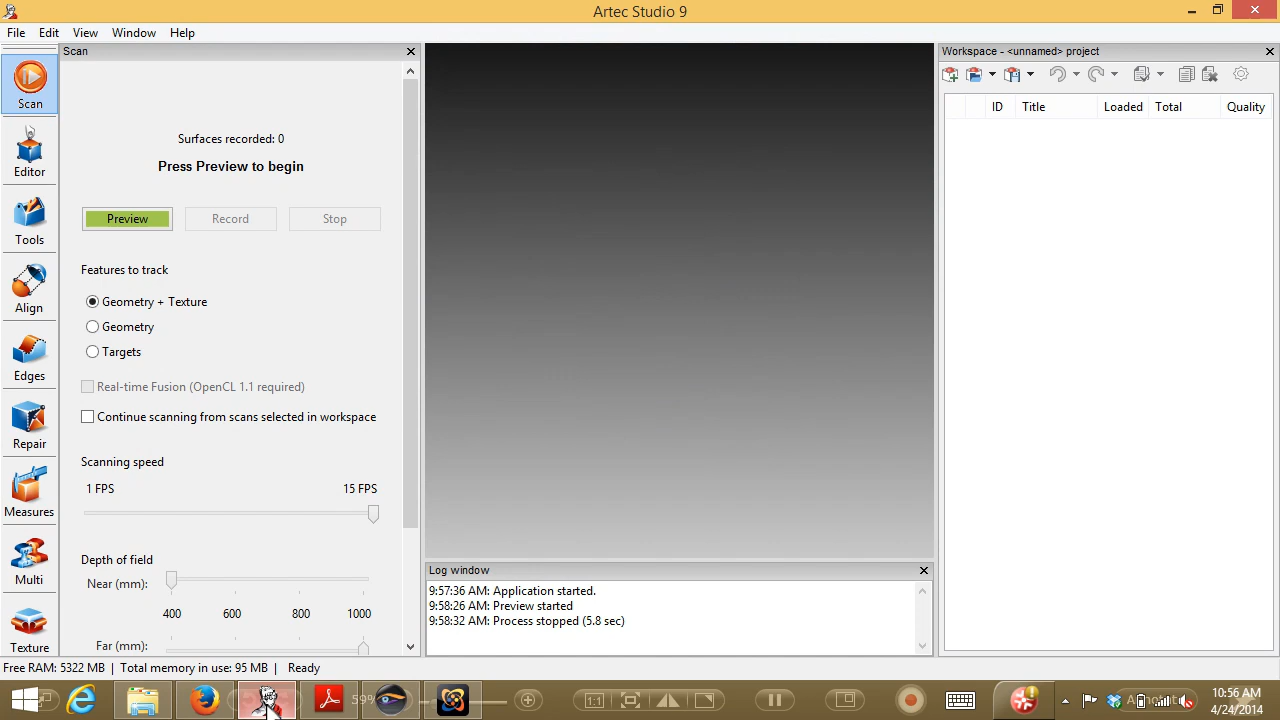 Artec Studio 9
File Edit View Window Help
Scan
Editor
Tools
Align
Edges
Repair
Measures
Multi
Texture
Scan
Surfaces recorded: 0
Press Preview to begin
Preview Record Stop
Features to track
Geometry + Texture
Geometry
Targets
Real-time Fusion (OpenCL 1.1 required)
Continue scanning from scans selected in workspace
Scanning speed
1 FPS 15 FPS
Depth of field
Near (mm):
400 600 800 1000
Far (mm):
Log window
9:57:36 AM: Application started.
9:58:26 AM: Preview started
9:58:32 AM: Process stopped (5.8 sec)
Workspace - <unnamed> project
ID Title Loaded Total Quality
Free RAM: 5322 MB | Total memory in use: 95 MB | Ready
59%
1:1
Annotate
10:56 AM
4/24/2014